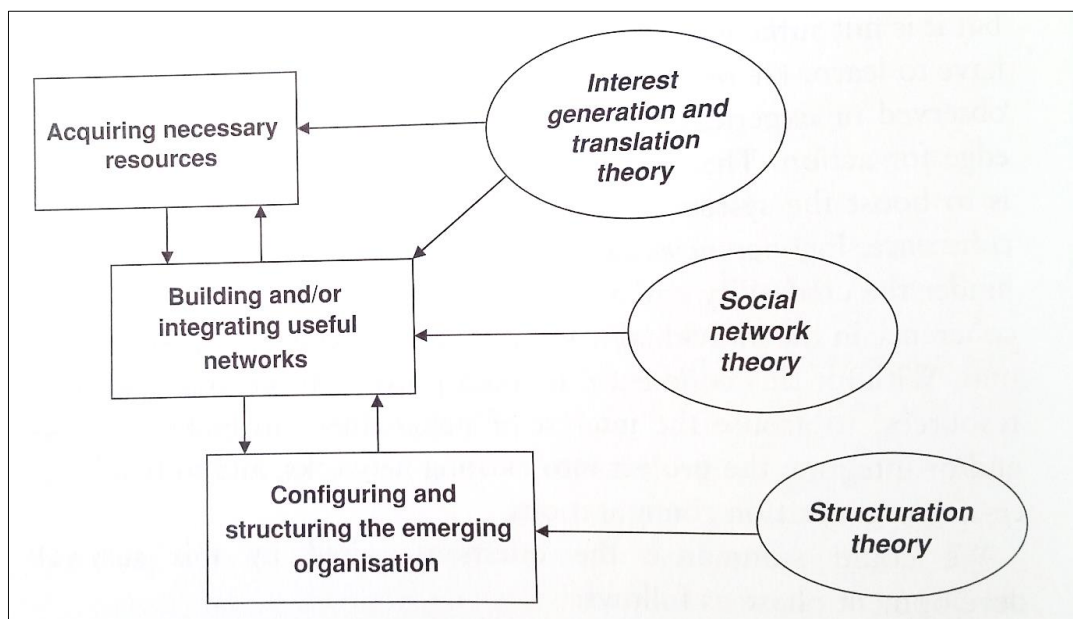 Acquiring necessary
resources
Interest
generation and
translation
theory
Building and/or
integrating useful
networks
Social
network
theory
Configuring and
structuring the emerging
organisation
Structuration
theory